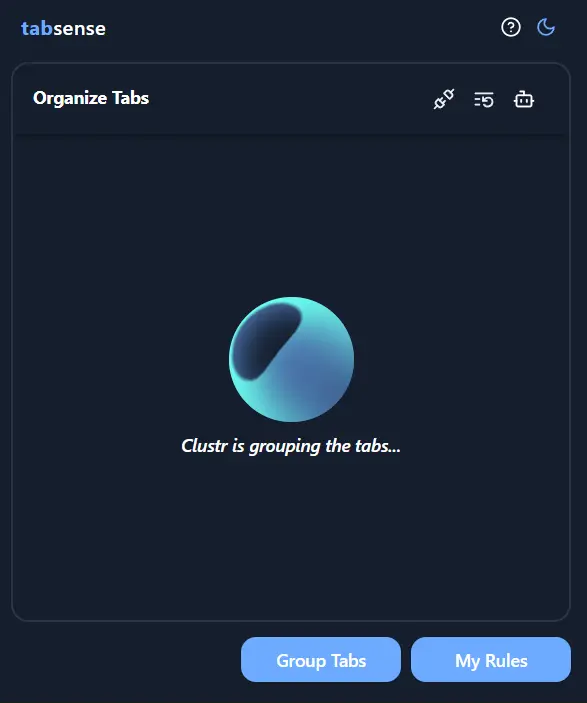 tabsense
Organize Tabs
Clustr is grouping the tabs...
Group Tabs
My Rules